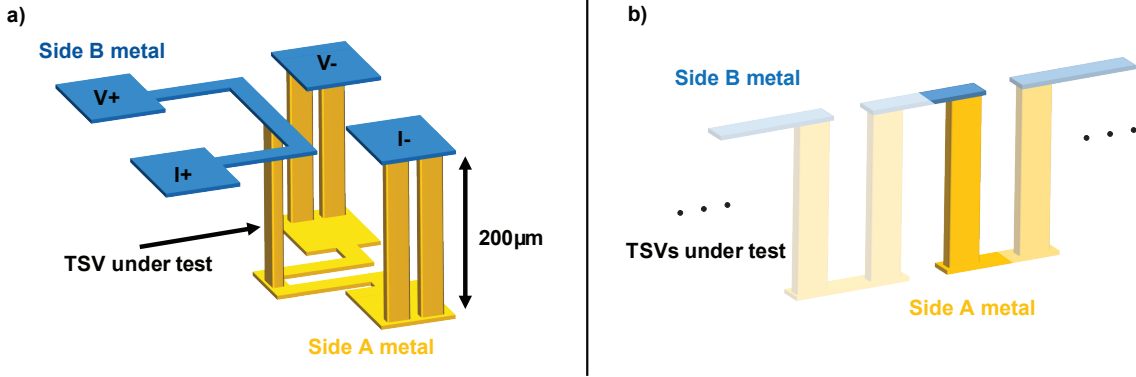 a)
Side B metal
V+
V-
I+
I-
200µm
TSV under test
Side A metal
b)
Side B metal
• • •
• • •
TSVs under test
Side A metal